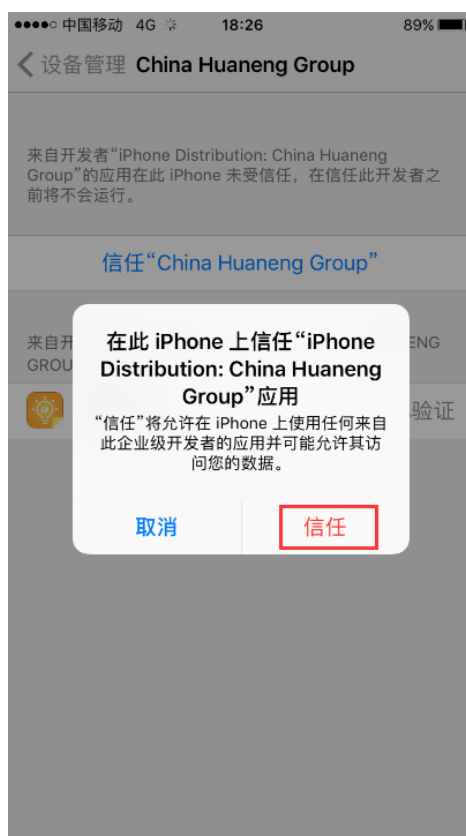 中国移动 4G 18:26 89%
设备管理 China Huaneng Group
来自开发者“iPhone Distribution: China Huaneng
Group”的应用在此 iPhone 未受信任，在信任此开发者之
前将不会运行。
信任“China Huaneng Group”
来自开 ENG
GROU
在此 iPhone 上信任“iPhone
Distribution: China Huaneng
Group”应用
“信任”将允许在 iPhone 上使用任何来自
此企业级开发者的应用并可能允许其访
问您的数据。
验证
取消 信任